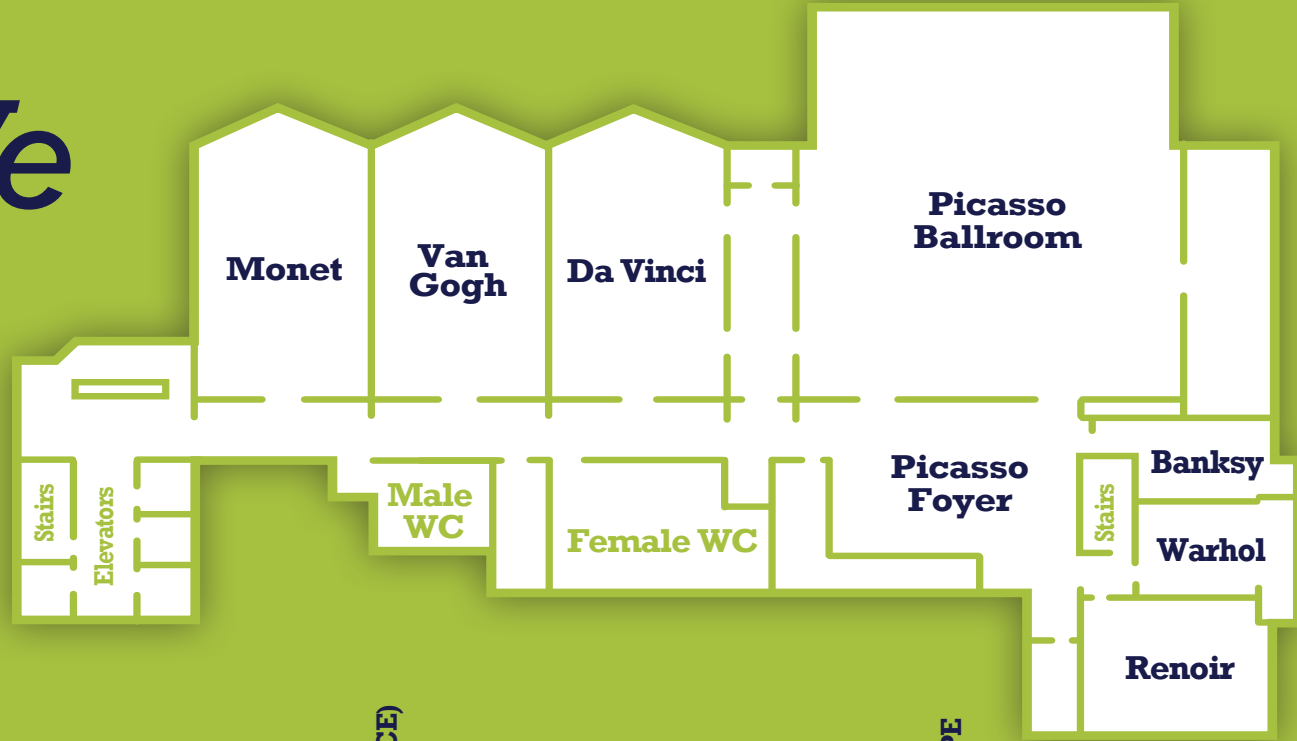 Picasso
Ballroom
Monet
Van
Gogh
Da Vinci
Picasso
Foyer
Banksy
Stairs
Elevators
Male
WC
Female WC
Stairs
Warhol
Renoir